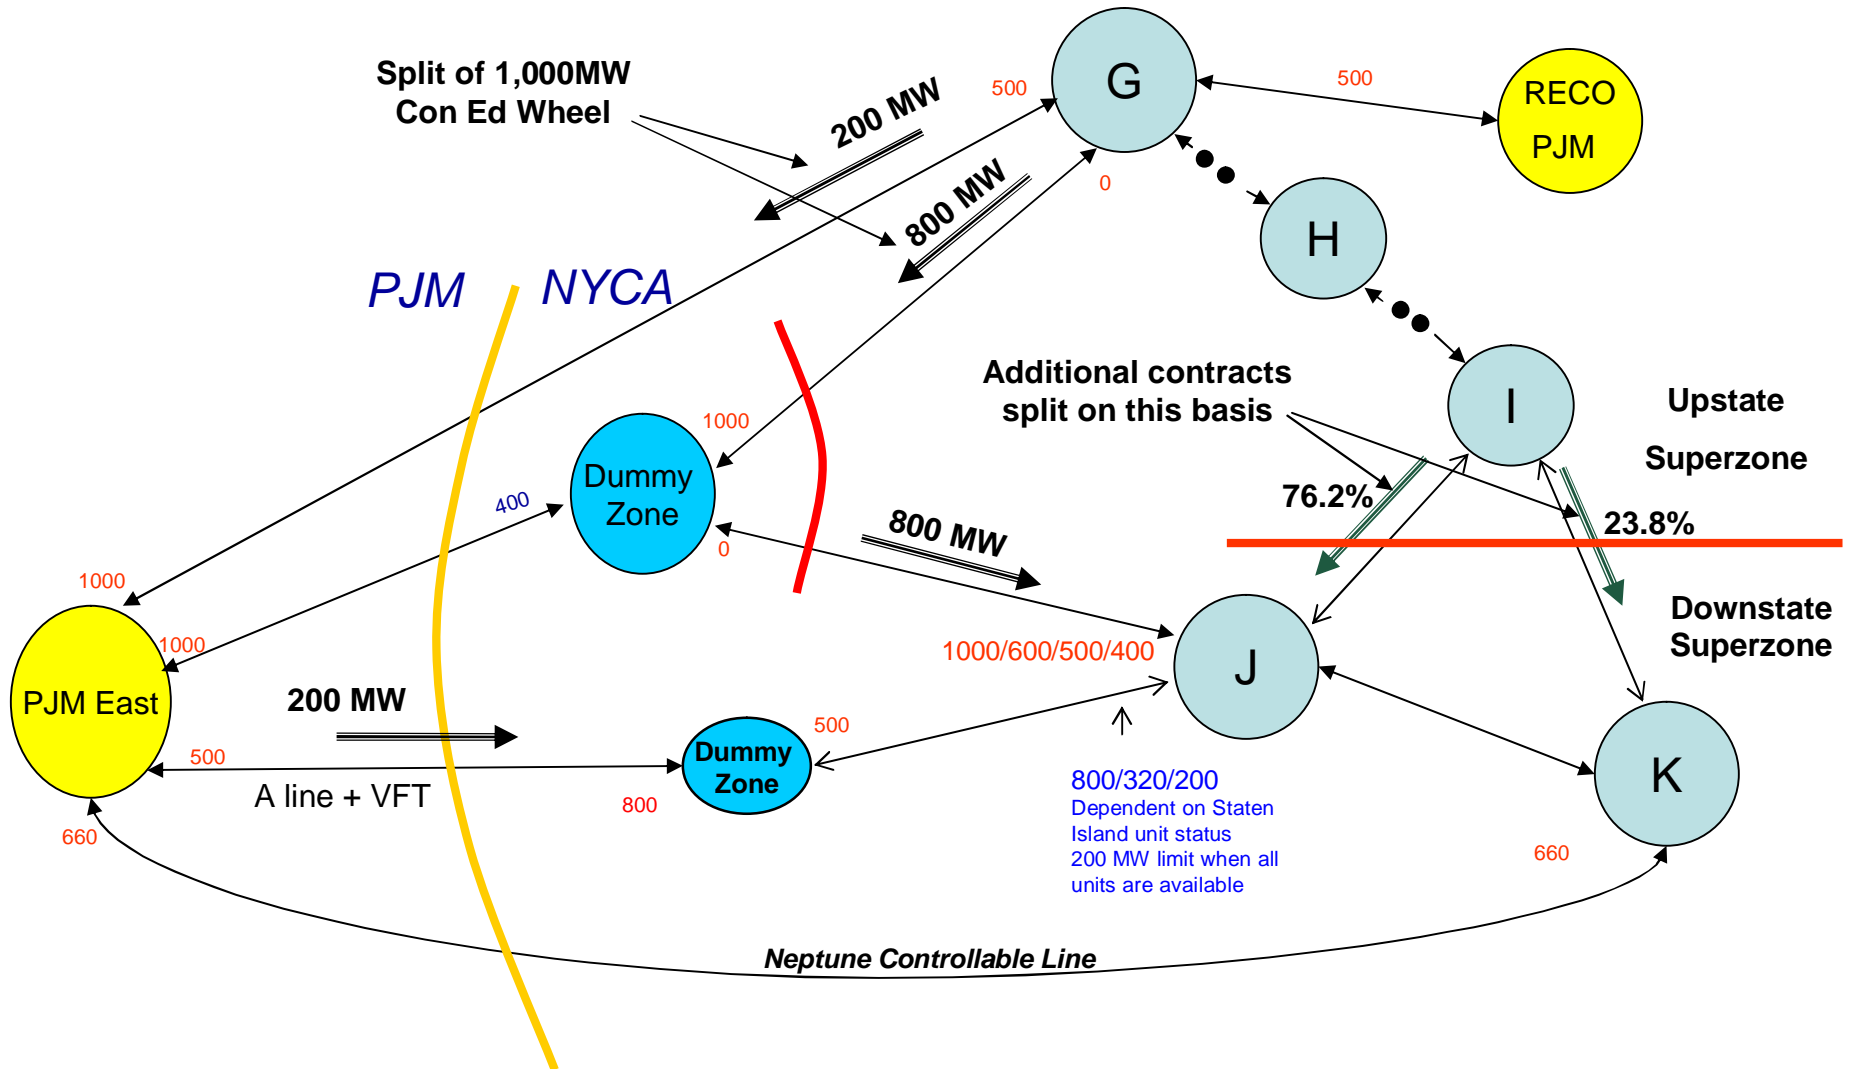 G
500
500
RECO
PJM
Split of 1,000MW
Con Ed Wheel
200 MW
800 MW
0
H
PJM
NYCA
Additional contracts
split on this basis
I
Upstate
Superzone
1000
Dummy
Zone
400
0
800 MW
76.2%
23.8%
1000
1000
Downstate
Superzone
PJM East
1000/600/500/400
J
200 MW
500
A line + VFT
800
500
Dummy
Zone
800/320/200
Dependent on Staten
Island unit status
200 MW limit when all
units are available
K
660
660
Neptune Controllable Line